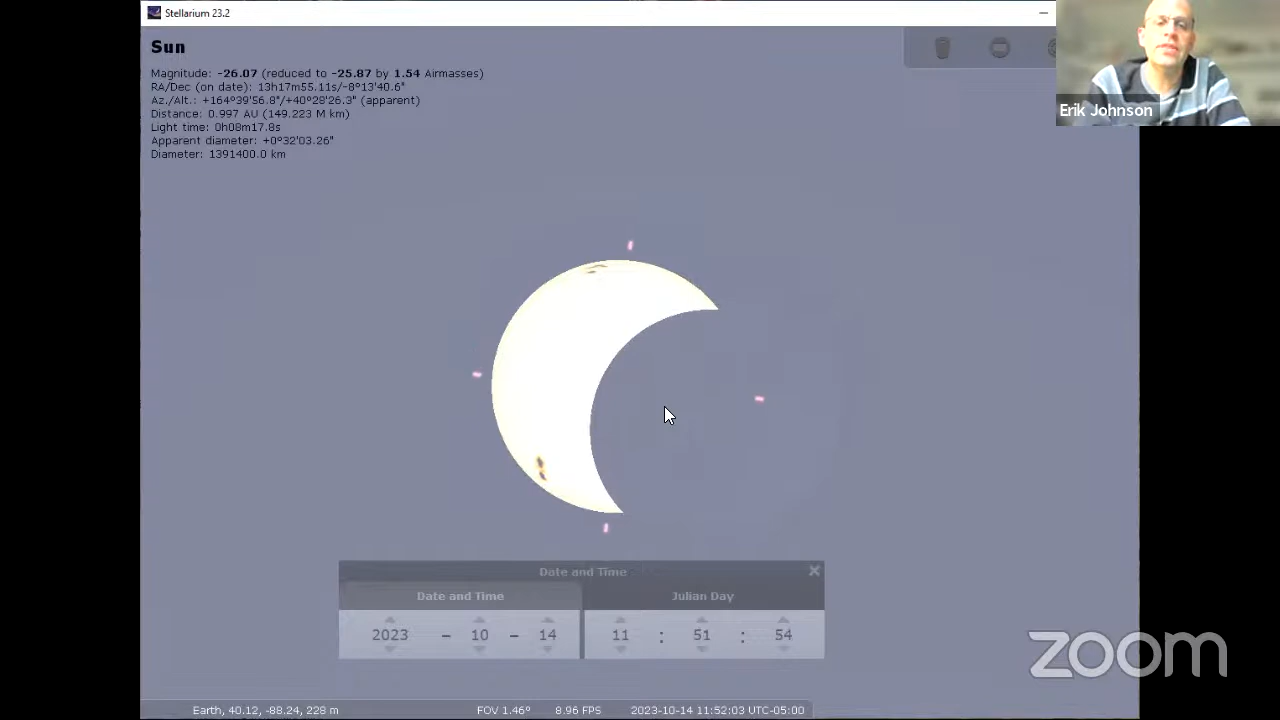 Stellarium 23.2
Sun
Magnitude: -26.07 (reduced to -25.87 by 1.54 Airmasses)
RA/Dec (on date): 13h17m55.11s/-8°13'40.6"
Az./Alt.: +164°39'56.8"/+40°28'26.3" (apparent)
Distance: 0.997 AU (149.223 M km)
Light time: 0h08m17.8s
Apparent diameter: +0°32'03.26"
Diameter: 1391400.0 km
Erik Johnson
Date and Time
Date and Time Julian Day
2023 - 10 - 14 11 : 51 : 54
zoom
Earth, 40.12, -88.24, 228 m FOV 1.46° 8.96 FPS 2023-10-14 11:52:03 UTC-05:00